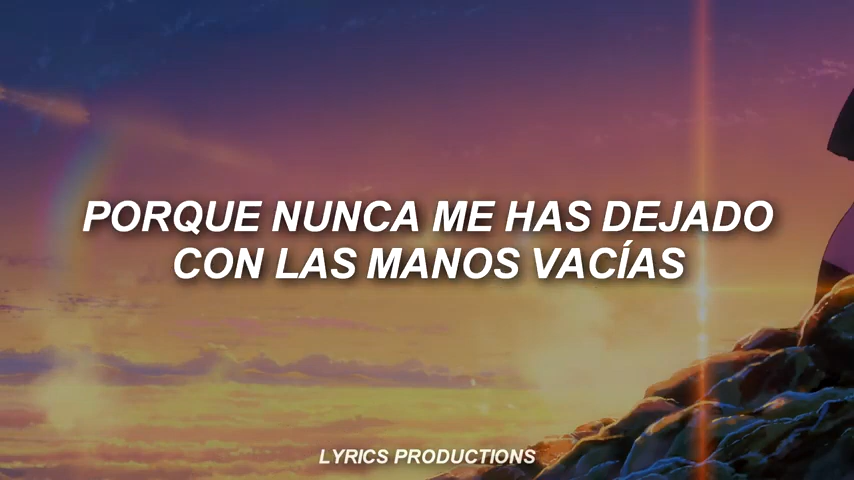 PORQUE NUNCA ME HAS DEJADO
CON LAS MANOS VACÍAS
LYRICS PRODUCTIONS